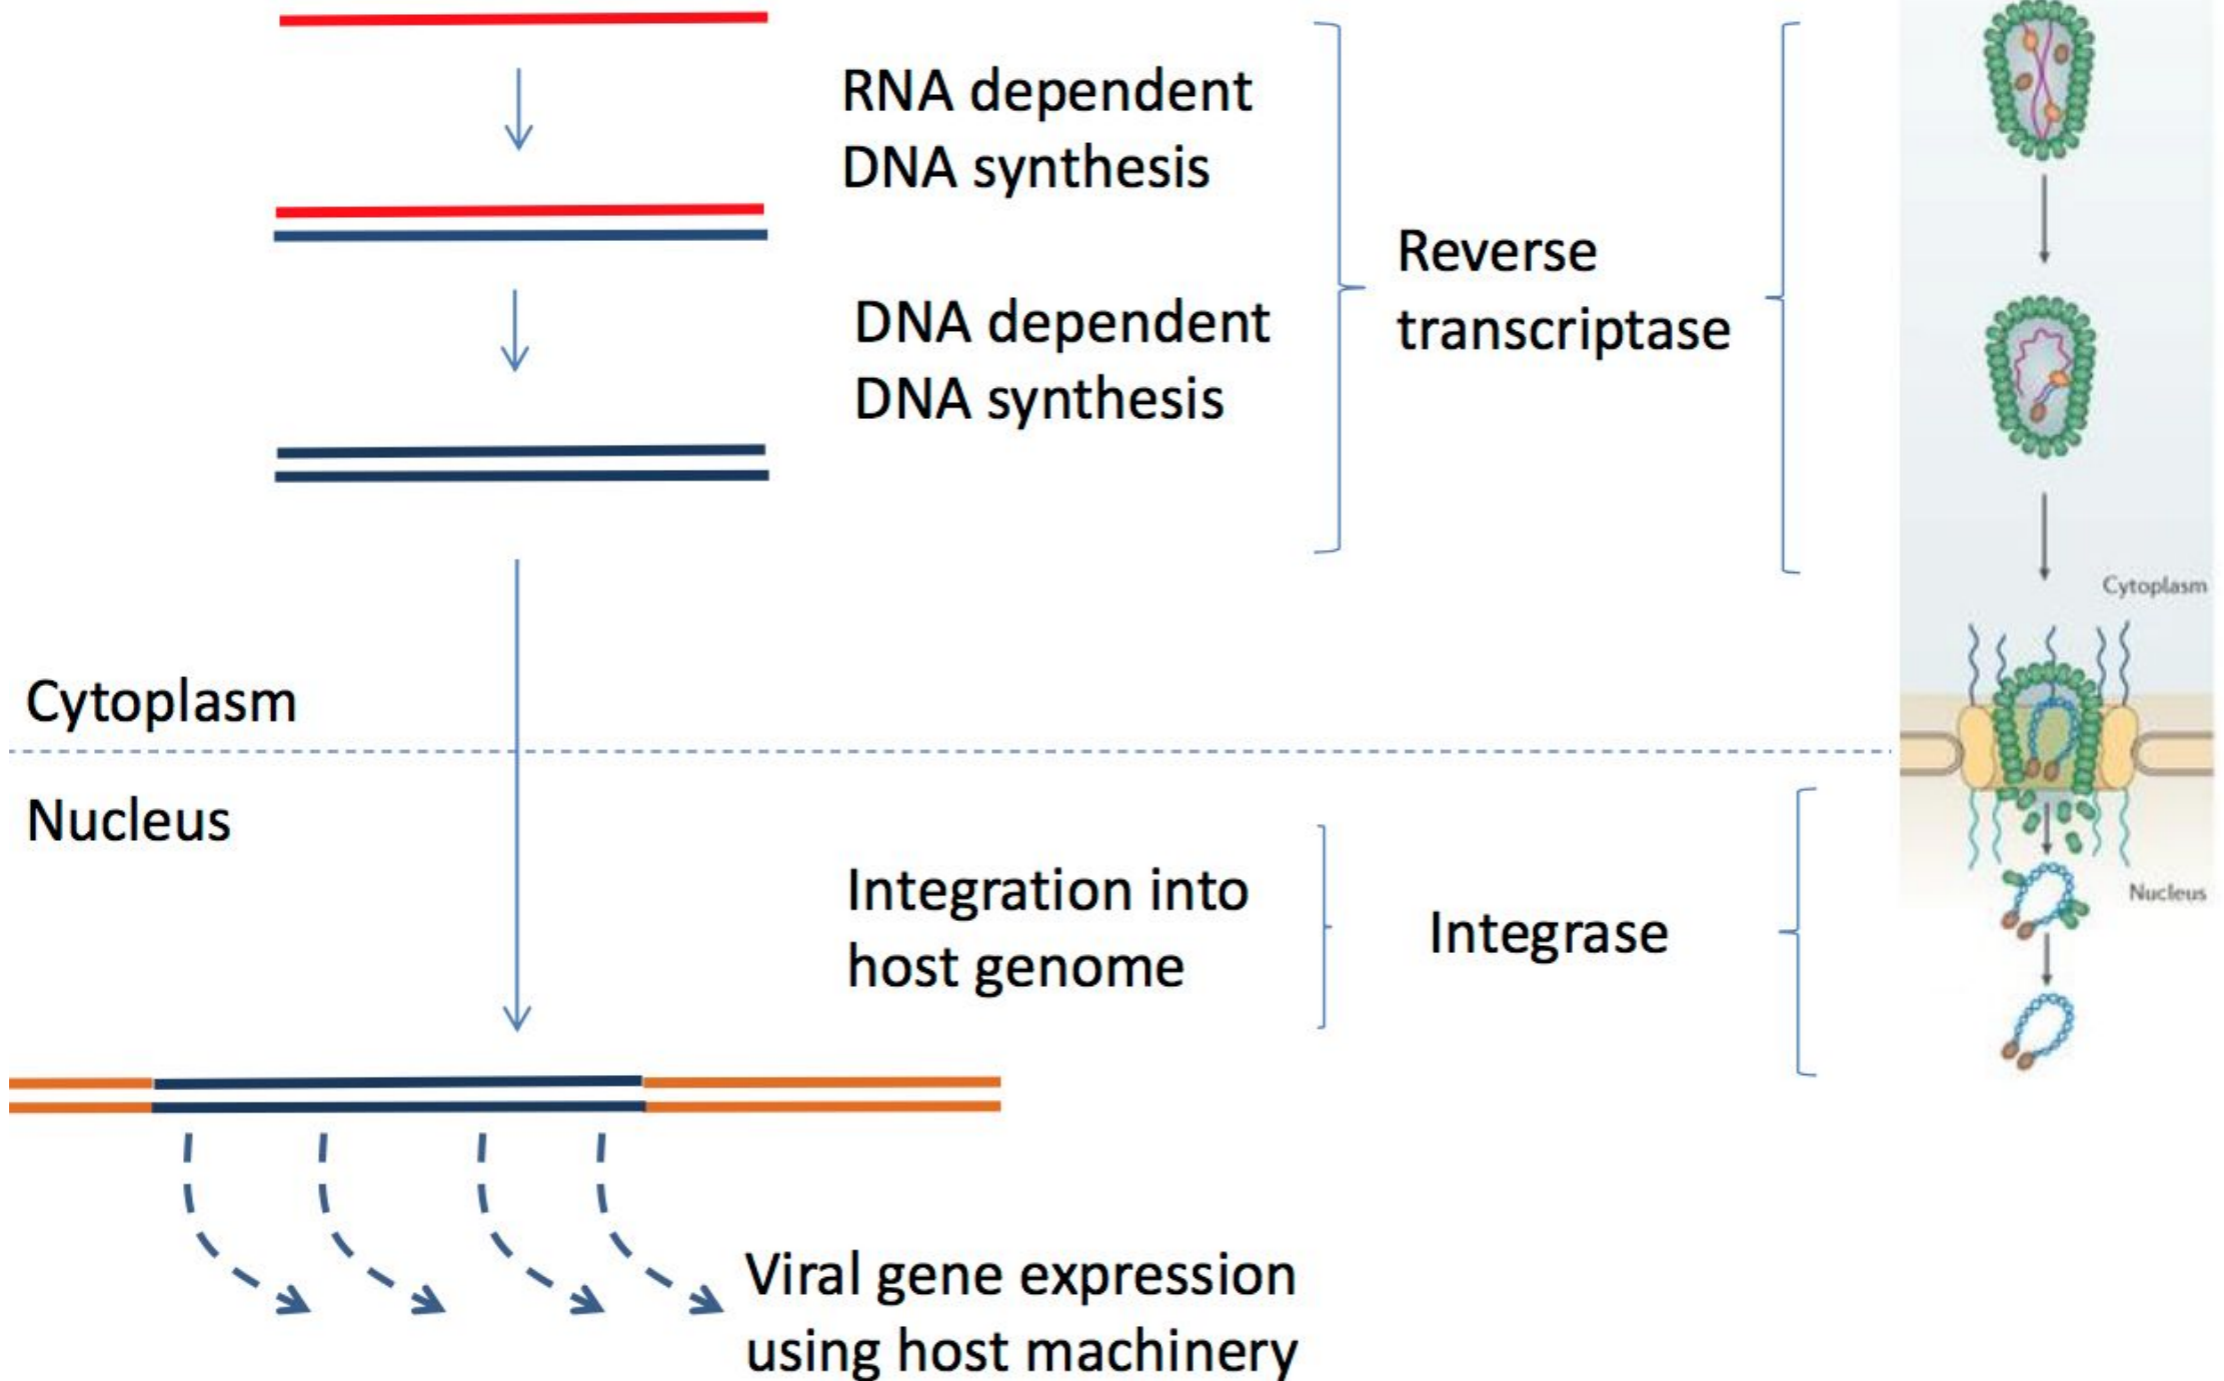 RNA dependent
DNA synthesis
Reverse
transcriptase
DNA dependent
DNA synthesis
Cytoplasm
Cytoplasm
Nucleus
Integration into
host genome
Integrase
Nucleus
Viral gene expression
using host machinery